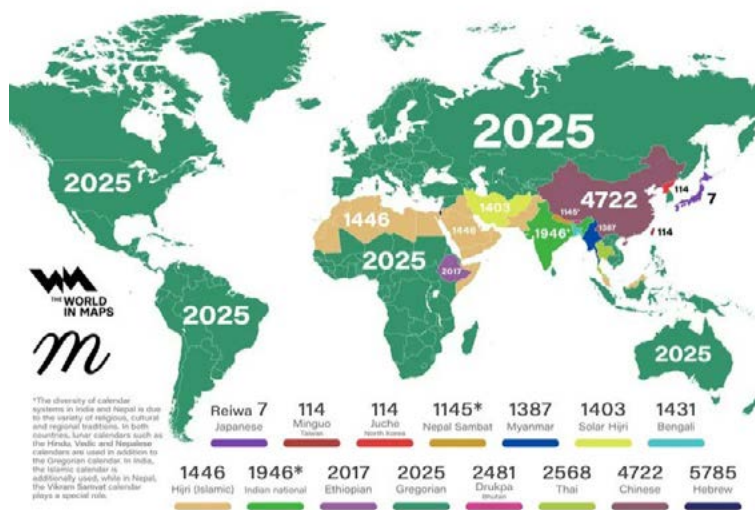 2025
2025
114
4722
7
1403
1145*
1446
1446
1387
114
1946*
2025
2017
2025
2025
WM
THE WORLD
IN MAPS
m
*The diversity of calendar
systems in India and Nepal is due
to the variety of religious, cultural
and regional traditions. In both
countries, lunar calendars such as
the Hindu, Vedic and Nepalese
calendars are used in addition to
the Gregorian calendar. In India,
the Islamic calendar is
additionally used, while in Nepal,
the Vikram Samvat calendar
plays a special role.
Reiwa 7
Japanese
114
Minguo
Taiwan
114
Juche
North Korea
1145*
Nepal Sambat
1387
Myanmar
1403
Solar Hijri
1431
Bengali
1446
Hijri (Islamic)
1946*
Indian national
2017
Ethiopian
2025
Gregorian
2481
Drukpa
Bhutan
2568
Thai
4722
Chinese
5785
Hebrew